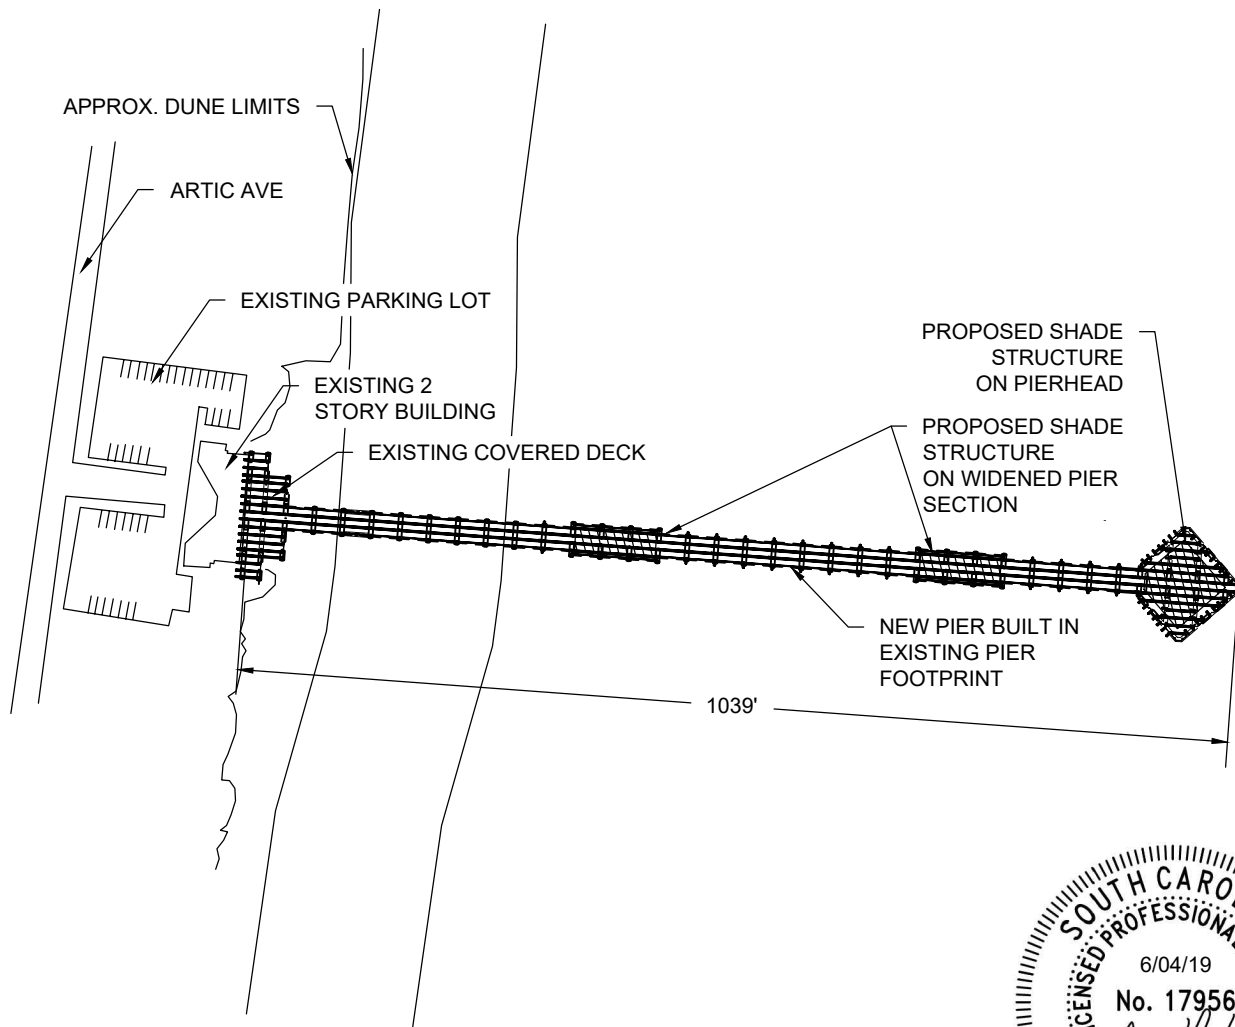 APPROX. DUNE LIMITS
ARTIC AVE
EXISTING PARKING LOT
EXISTING 2
STORY BUILDING
EXISTING COVERED DECK
PROPOSED SHADE
STRUCTURE
ON PIERHEAD
PROPOSED SHADE
STRUCTURE
ON WIDENED PIER
SECTION
NEW PIER BUILT IN
EXISTING PIER
FOOTPRINT
1039'
SOUTH CARO
CENSED PROFESSIONA
6/04/19
No. 17956